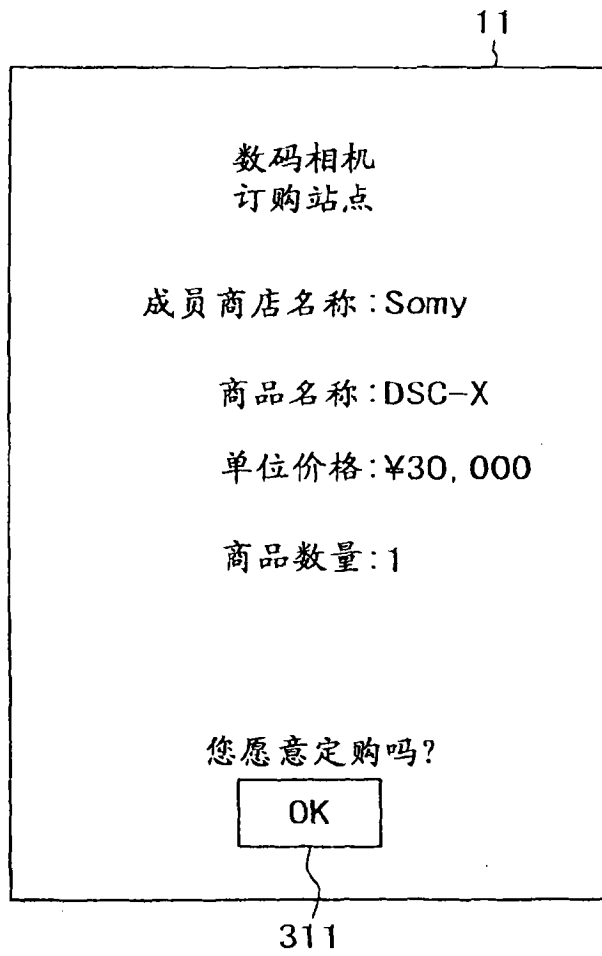 11
数码相机
订购站点
成员商店名称:Somy
商品名称:DSC-X
单位价格:¥30,000
商品数量:1
您愿意定购吗?
OK
311